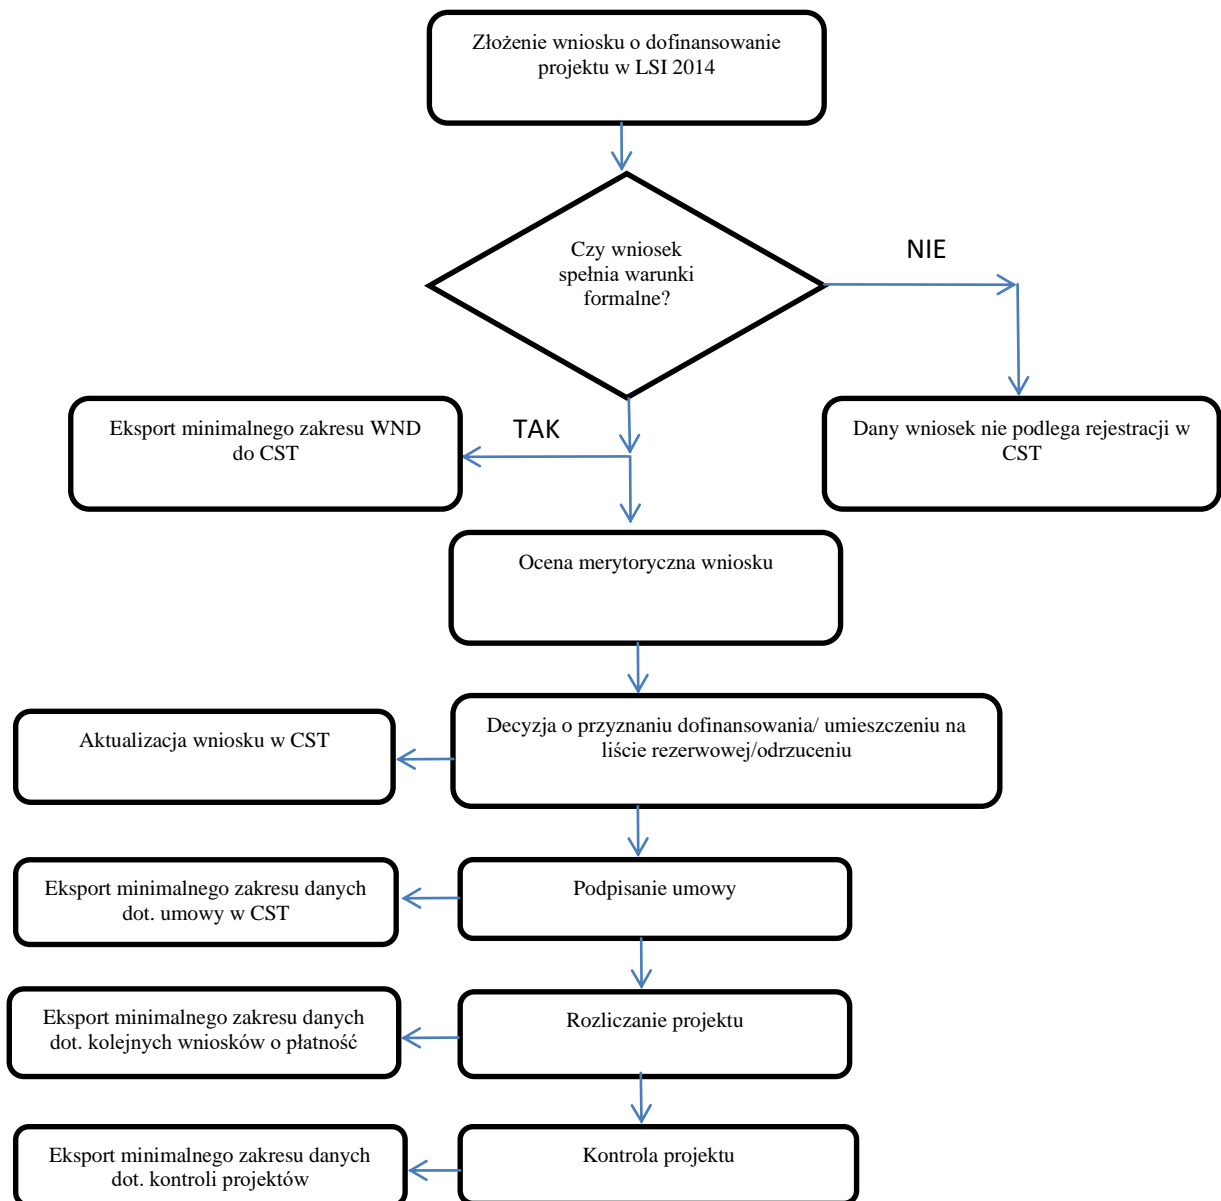 Złożenie wniosku o dofinansowanie
projektu w LSI 2014
Czy wniosek
spełnia warunki
formalne?
NIE
TAK
Eksport minimalnego zakresu WND
do CST
Dany wniosek nie podlega rejestracji w
CST
Ocena merytoryczna wniosku
Decyzja o przyznaniu dofinansowania/ umieszczeniu na
liście rezerwowej/odrzuceniu
Aktualizacja wniosku w CST
Podpisanie umowy
Eksport minimalnego zakresu danych
dot. umowy w CST
Rozliczanie projektu
Eksport minimalnego zakresu danych
dot. kolejnych wniosków o płatność
Kontrola projektu
Eksport minimalnego zakresu danych
dot. kontroli projektów